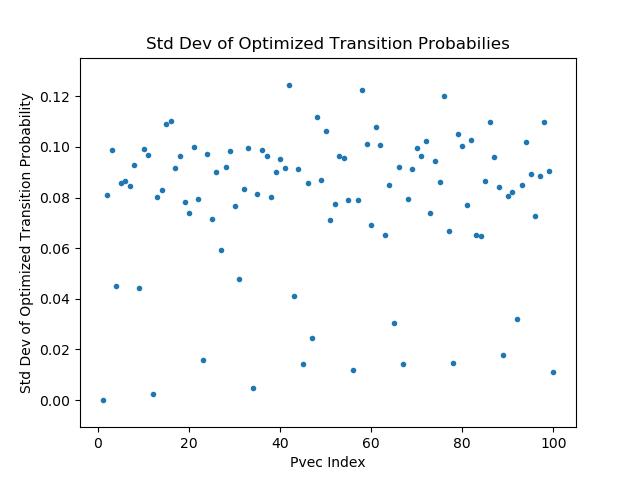 Std Dev of Optimized Transition Probabilies
Std Dev of Optimized Transition Probability
0.12
0.10
0.08
0.06
0.04
0.02
0.00
0 20 40 60 80 100
Pvec Index